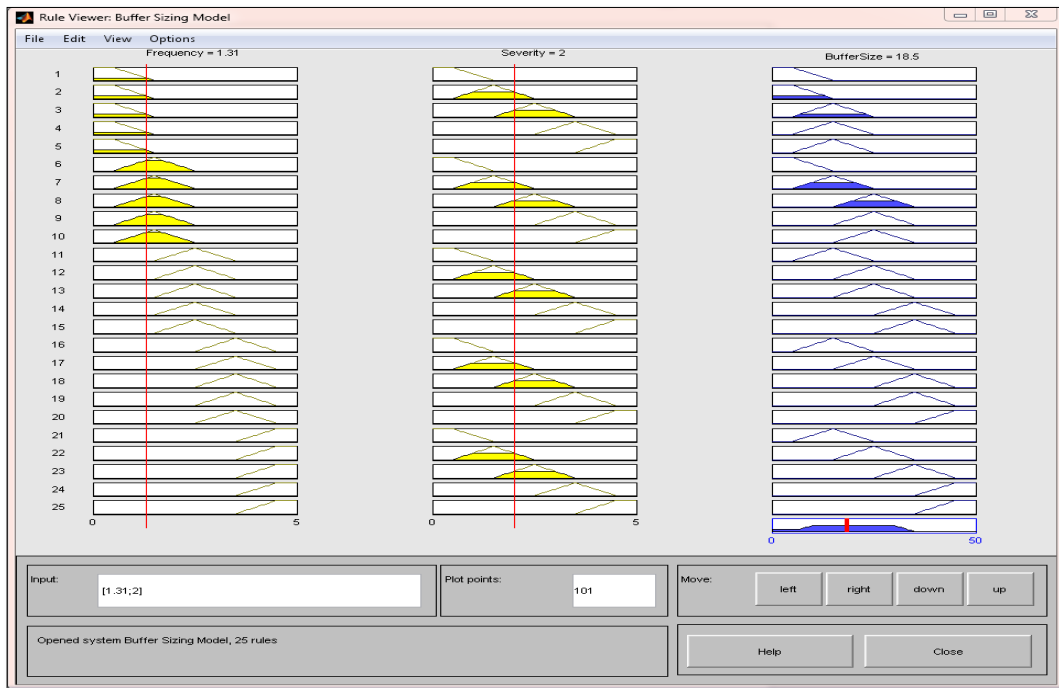 Rule Viewer: Buffer Sizing Model
File Edit View Options
Frequency = 1.31
Severity = 2
BufferSize = 18.5
1
2
3
4
5
6
7
8
9
10
11
12
13
14
15
16
17
18
19
20
21
22
23
24
25
0 5
0 5
0 50
Input:
[1.31;2]
Plot points:
101
Move:
left right down up
Opened system Buffer Sizing Model, 25 rules
Help Close